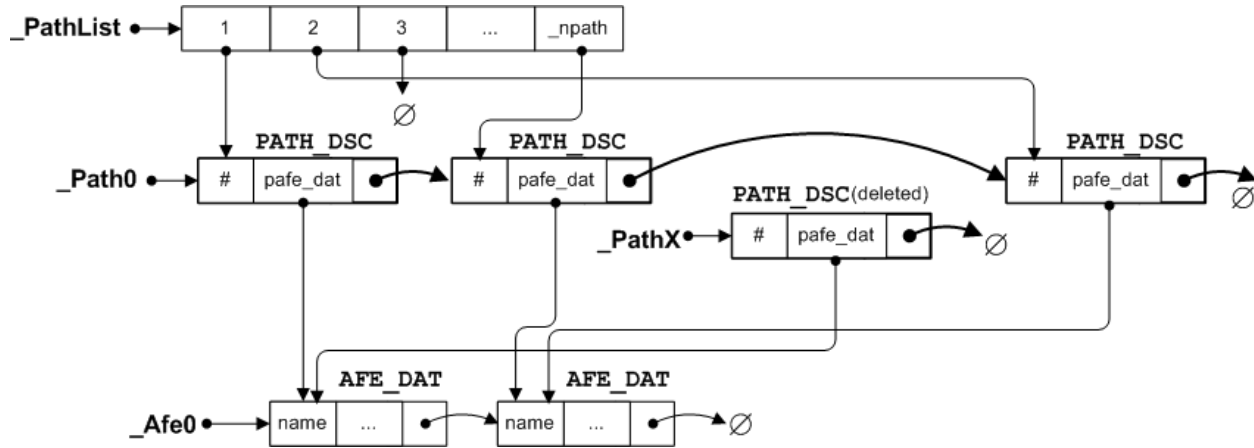 _PathList 1 2 3 ... _npath
∅
PATH_DSC PATH_DSC PATH_DSC
_Path0 # pafe_dat # pafe_dat # pafe_dat
∅
PATH_DSC(deleted)
_PathX # pafe_dat ∅
AFE_DAT AFE_DAT
_Afe0 name ... name ... ∅